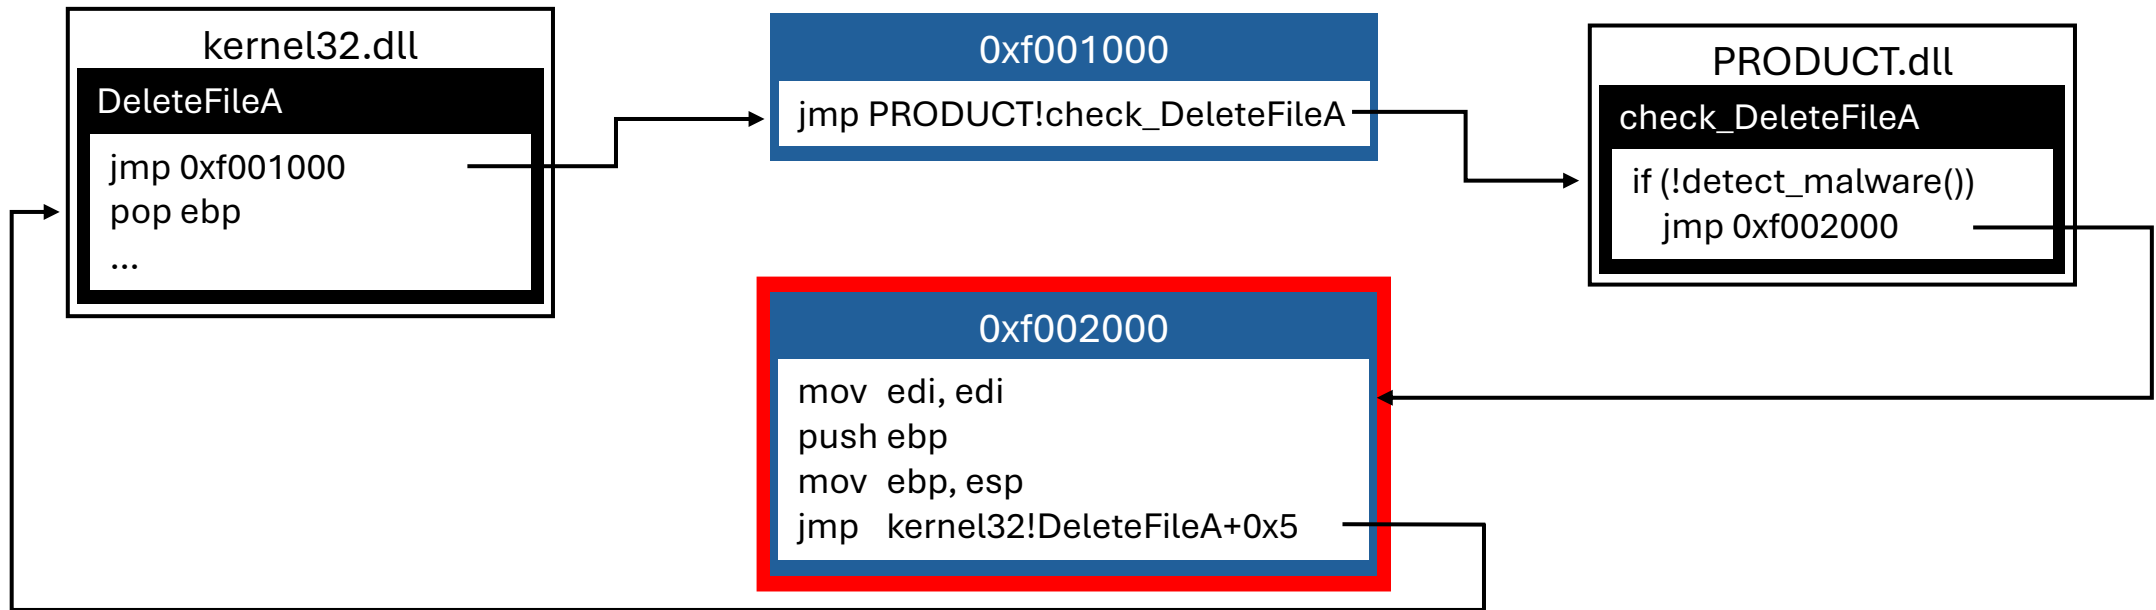 kernel32.dll
DeleteFileA
jmp 0xf001000
pop ebp
...
0xf001000
jmp PRODUCT!check_DeleteFileA
PRODUCT.dll
check_DeleteFileA
if (!detect_malware())
jmp 0xf002000
0xf002000
mov edi, edi
push ebp
mov ebp, esp
jmp kernel32!DeleteFileA+0x5